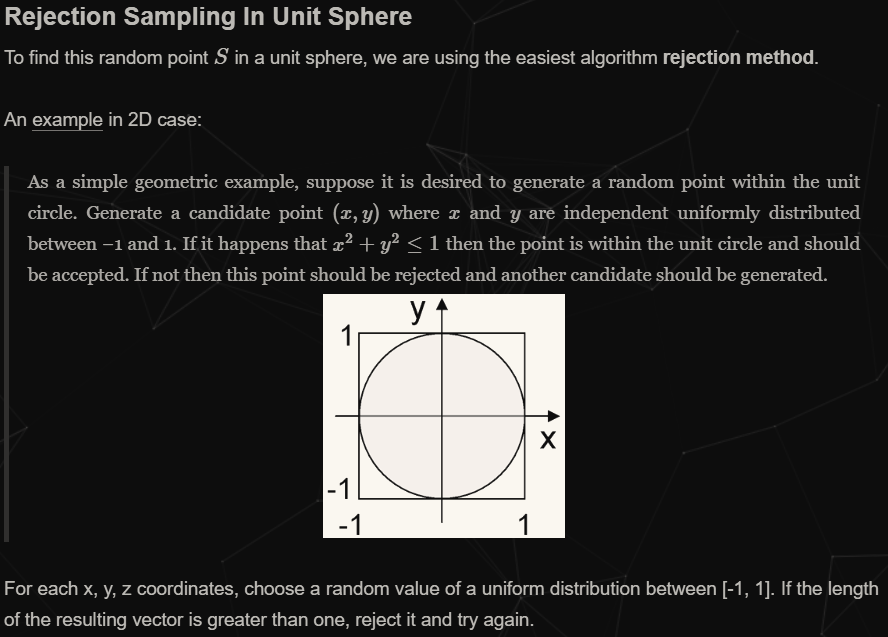 Rejection Sampling In Unit Sphere
To find this random point S in a unit sphere, we are using the easiest algorithm rejection method.
An example in 2D case:
As a simple geometric example, suppose it is desired to generate a random point within the unit
circle. Generate a candidate point (x, y) where x and y are independent uniformly distributed
between −1 and 1. If it happens that x² + y² ≤ 1 then the point is within the unit circle and should
be accepted. If not then this point should be rejected and another candidate should be generated.
y
1
x
-1
-1 1
For each x, y, z coordinates, choose a random value of a uniform distribution between [-1, 1]. If the length
of the resulting vector is greater than one, reject it and try again.